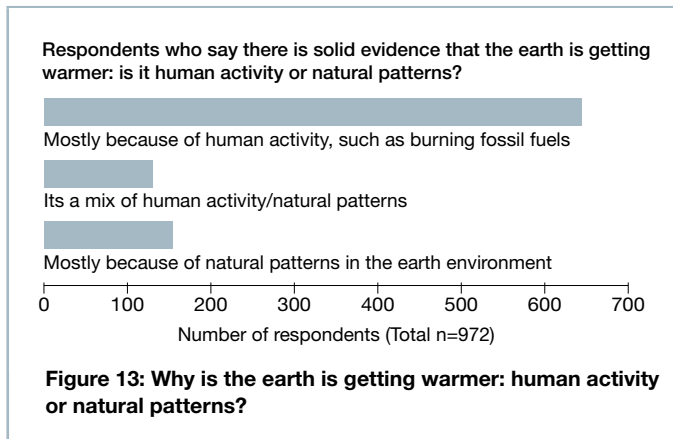 Respondents who say there is solid evidence that the earth is getting
warmer: is it human activity or natural patterns?
Mostly because of human activity, such as burning fossil fuels
Its a mix of human activity/natural patterns
Mostly because of natural patterns in the earth environment
0 100 200 300 400 500 600 700
Number of respondents (Total n=972)
Figure 13: Why is the earth is getting warmer: human activity
or natural patterns?